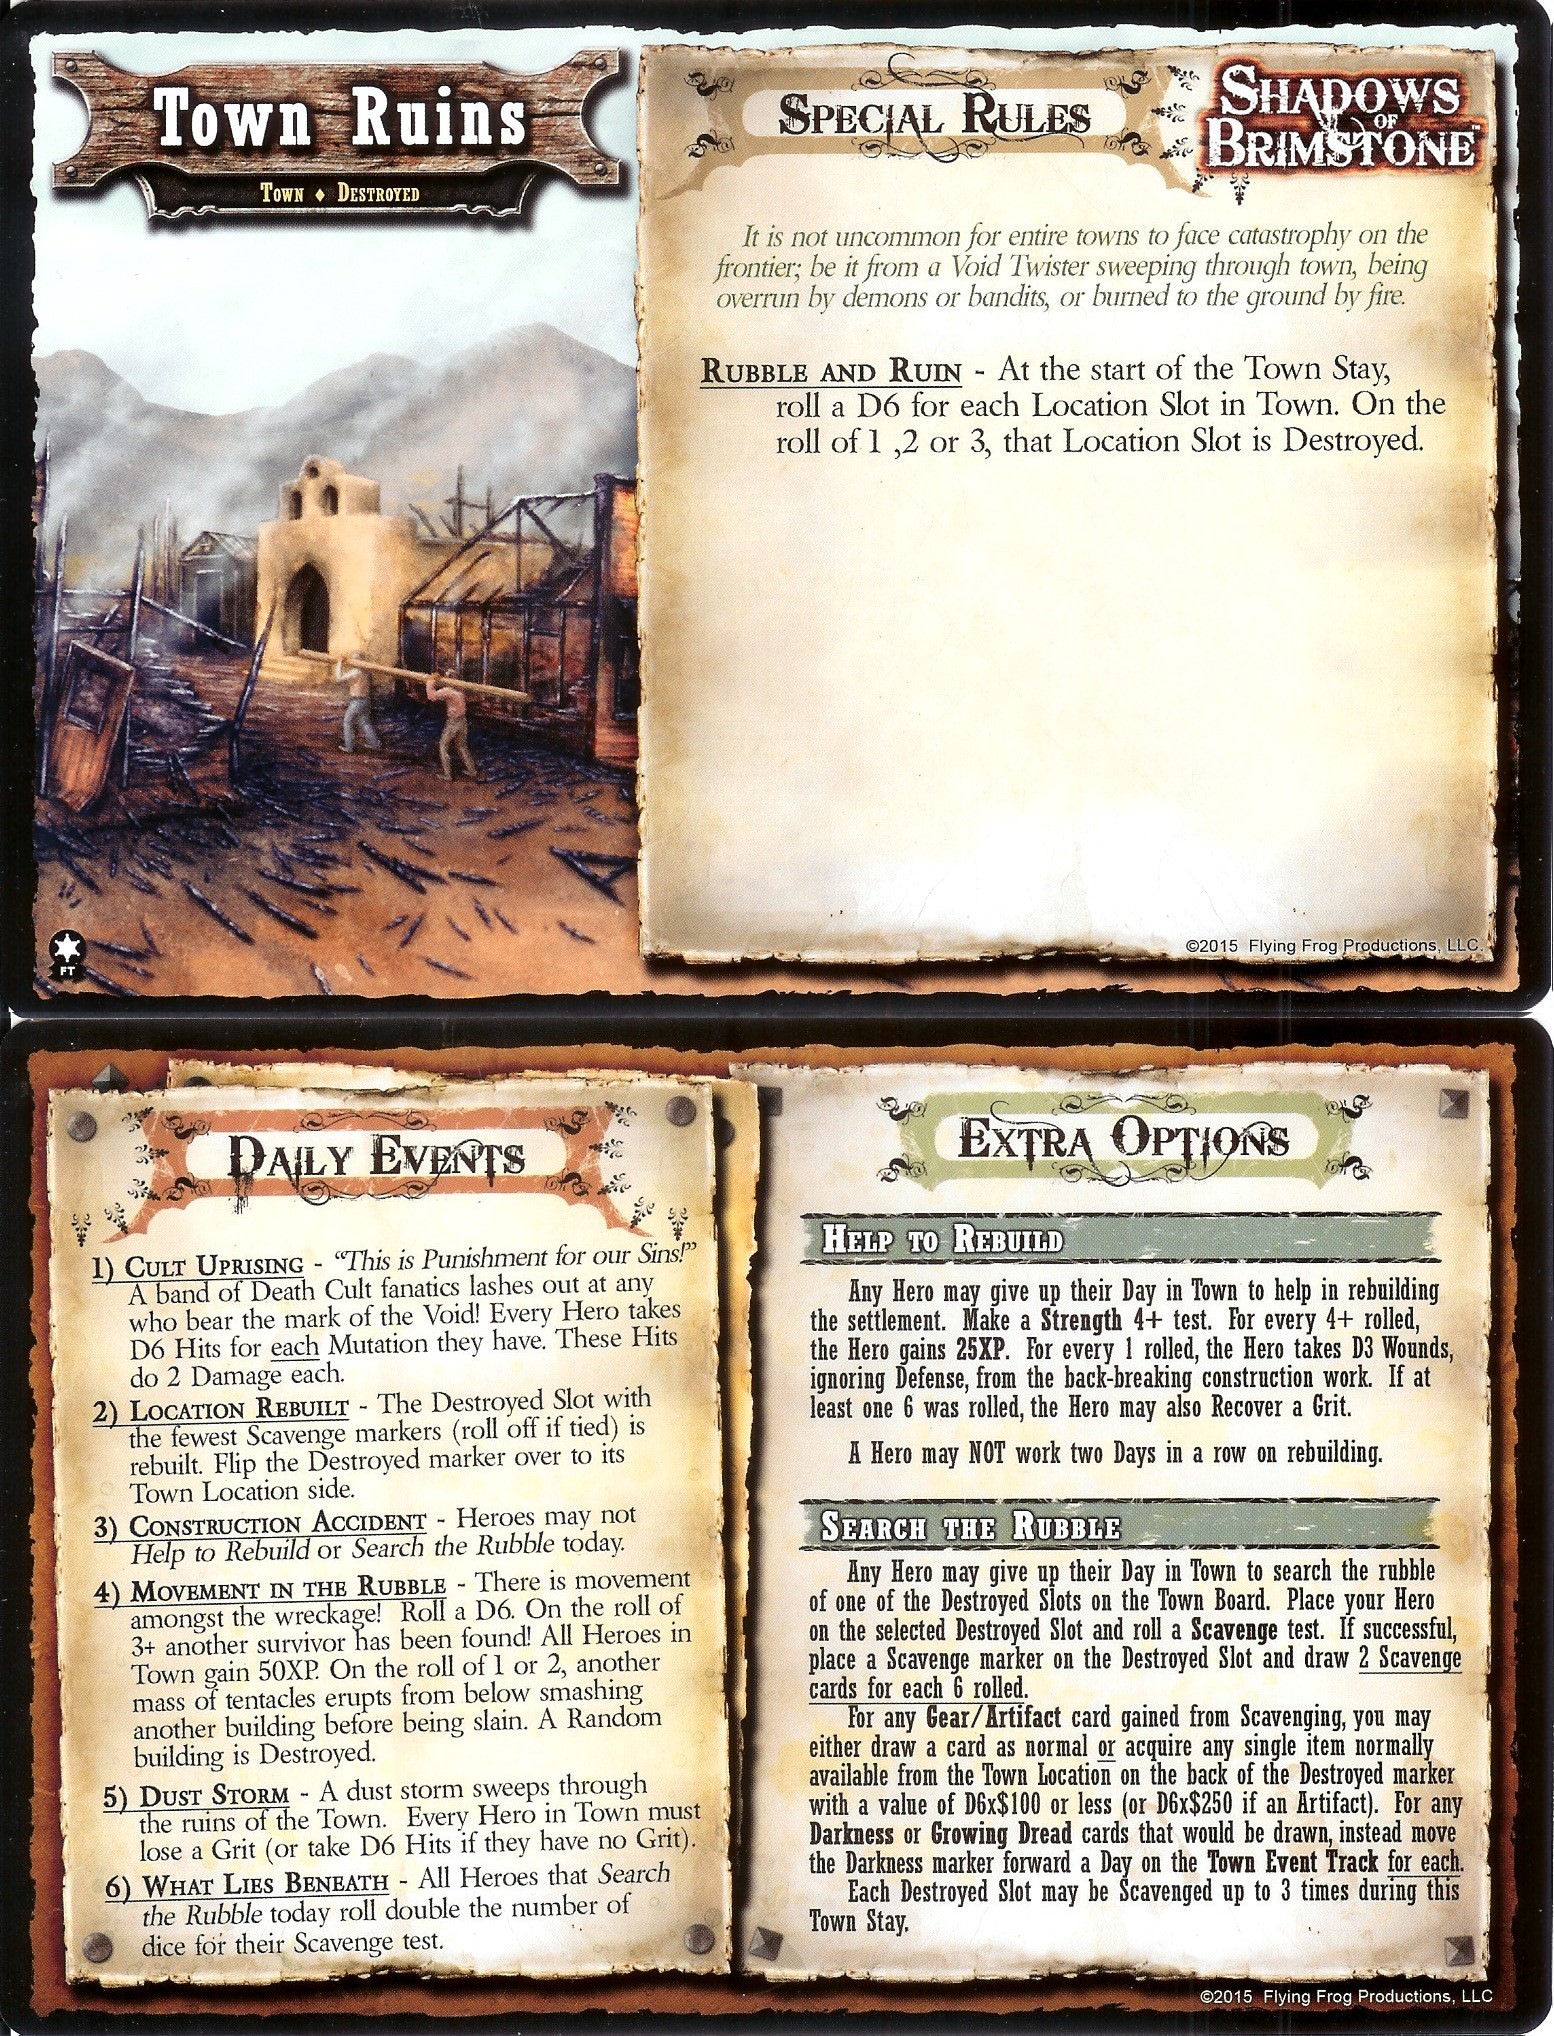 Town Ruins
Town ♦ Destroyed
Special Rules
Shadows
of
Brimstone™
It is not uncommon for entire towns to face catastrophy on the
frontier; be it from a Void Twister sweeping through town, being
overrun by demons or bandits, or burned to the ground by fire.
Rubble and Ruin - At the start of the Town Stay,
roll a D6 for each Location Slot in Town. On the
roll of 1 ,2 or 3, that Location Slot is Destroyed.
FT
©2015 Flying Frog Productions, LLC.
Daily Events
1) Cult Uprising - “This is Punishment for our Sins!”
A band of Death Cult fanatics lashes out at any
who bear the mark of the Void! Every Hero takes
D6 Hits for each Mutation they have. These Hits
do 2 Damage each.
2) Location Rebuilt - The Destroyed Slot with
the fewest Scavenge markers (roll off if tied) is
rebuilt. Flip the Destroyed marker over to its
Town Location side.
3) Construction Accident - Heroes may not
Help to Rebuild or Search the Rubble today.
4) Movement in the Rubble - There is movement
amongst the wreckage! Roll a D6. On the roll of
3+ another survivor has been found! All Heroes in
Town gain 50XP. On the roll of 1 or 2, another
mass of tentacles erupts from below smashing
another building before being slain. A Random
building is Destroyed.
5) Dust Storm - A dust storm sweeps through
the ruins of the Town. Every Hero in Town must
lose a Grit (or take D6 Hits if they have no Grit).
6) What Lies Beneath - All Heroes that Search
the Rubble today roll double the number of
dice for their Scavenge test.
Extra Options
Help to Rebuild
Any Hero may give up their Day in Town to help in rebuilding
the settlement. Make a Strength 4+ test. For every 4+ rolled,
the Hero gains 25XP. For every 1 rolled, the Hero takes D3 Wounds,
ignoring Defense, from the back-breaking construction work. If at
least one 6 was rolled, the Hero may also Recover a Grit.
A Hero may NOT work two Days in a row on rebuilding.
Search the Rubble
Any Hero may give up their Day in Town to search the rubble
of one of the Destroyed Slots on the Town Board. Place your Hero
on the selected Destroyed Slot and roll a Scavenge test. If successful,
place a Scavenge marker on the Destroyed Slot and draw 2 Scavenge
cards for each 6 rolled.
For any Gear/Artifact card gained from Scavenging, you may
either draw a card as normal or acquire any single item normally
available from the Town Location on the back of the Destroyed marker
with a value of D6x$100 or less (or D6x$250 if an Artifact). For any
Darkness or Growing Dread cards that would be drawn, instead move
the Darkness marker forward a Day on the Town Event Track for each.
Each Destroyed Slot may be Scavenged up to 3 times during this
Town Stay.
©2015 Flying Frog Productions, LLC